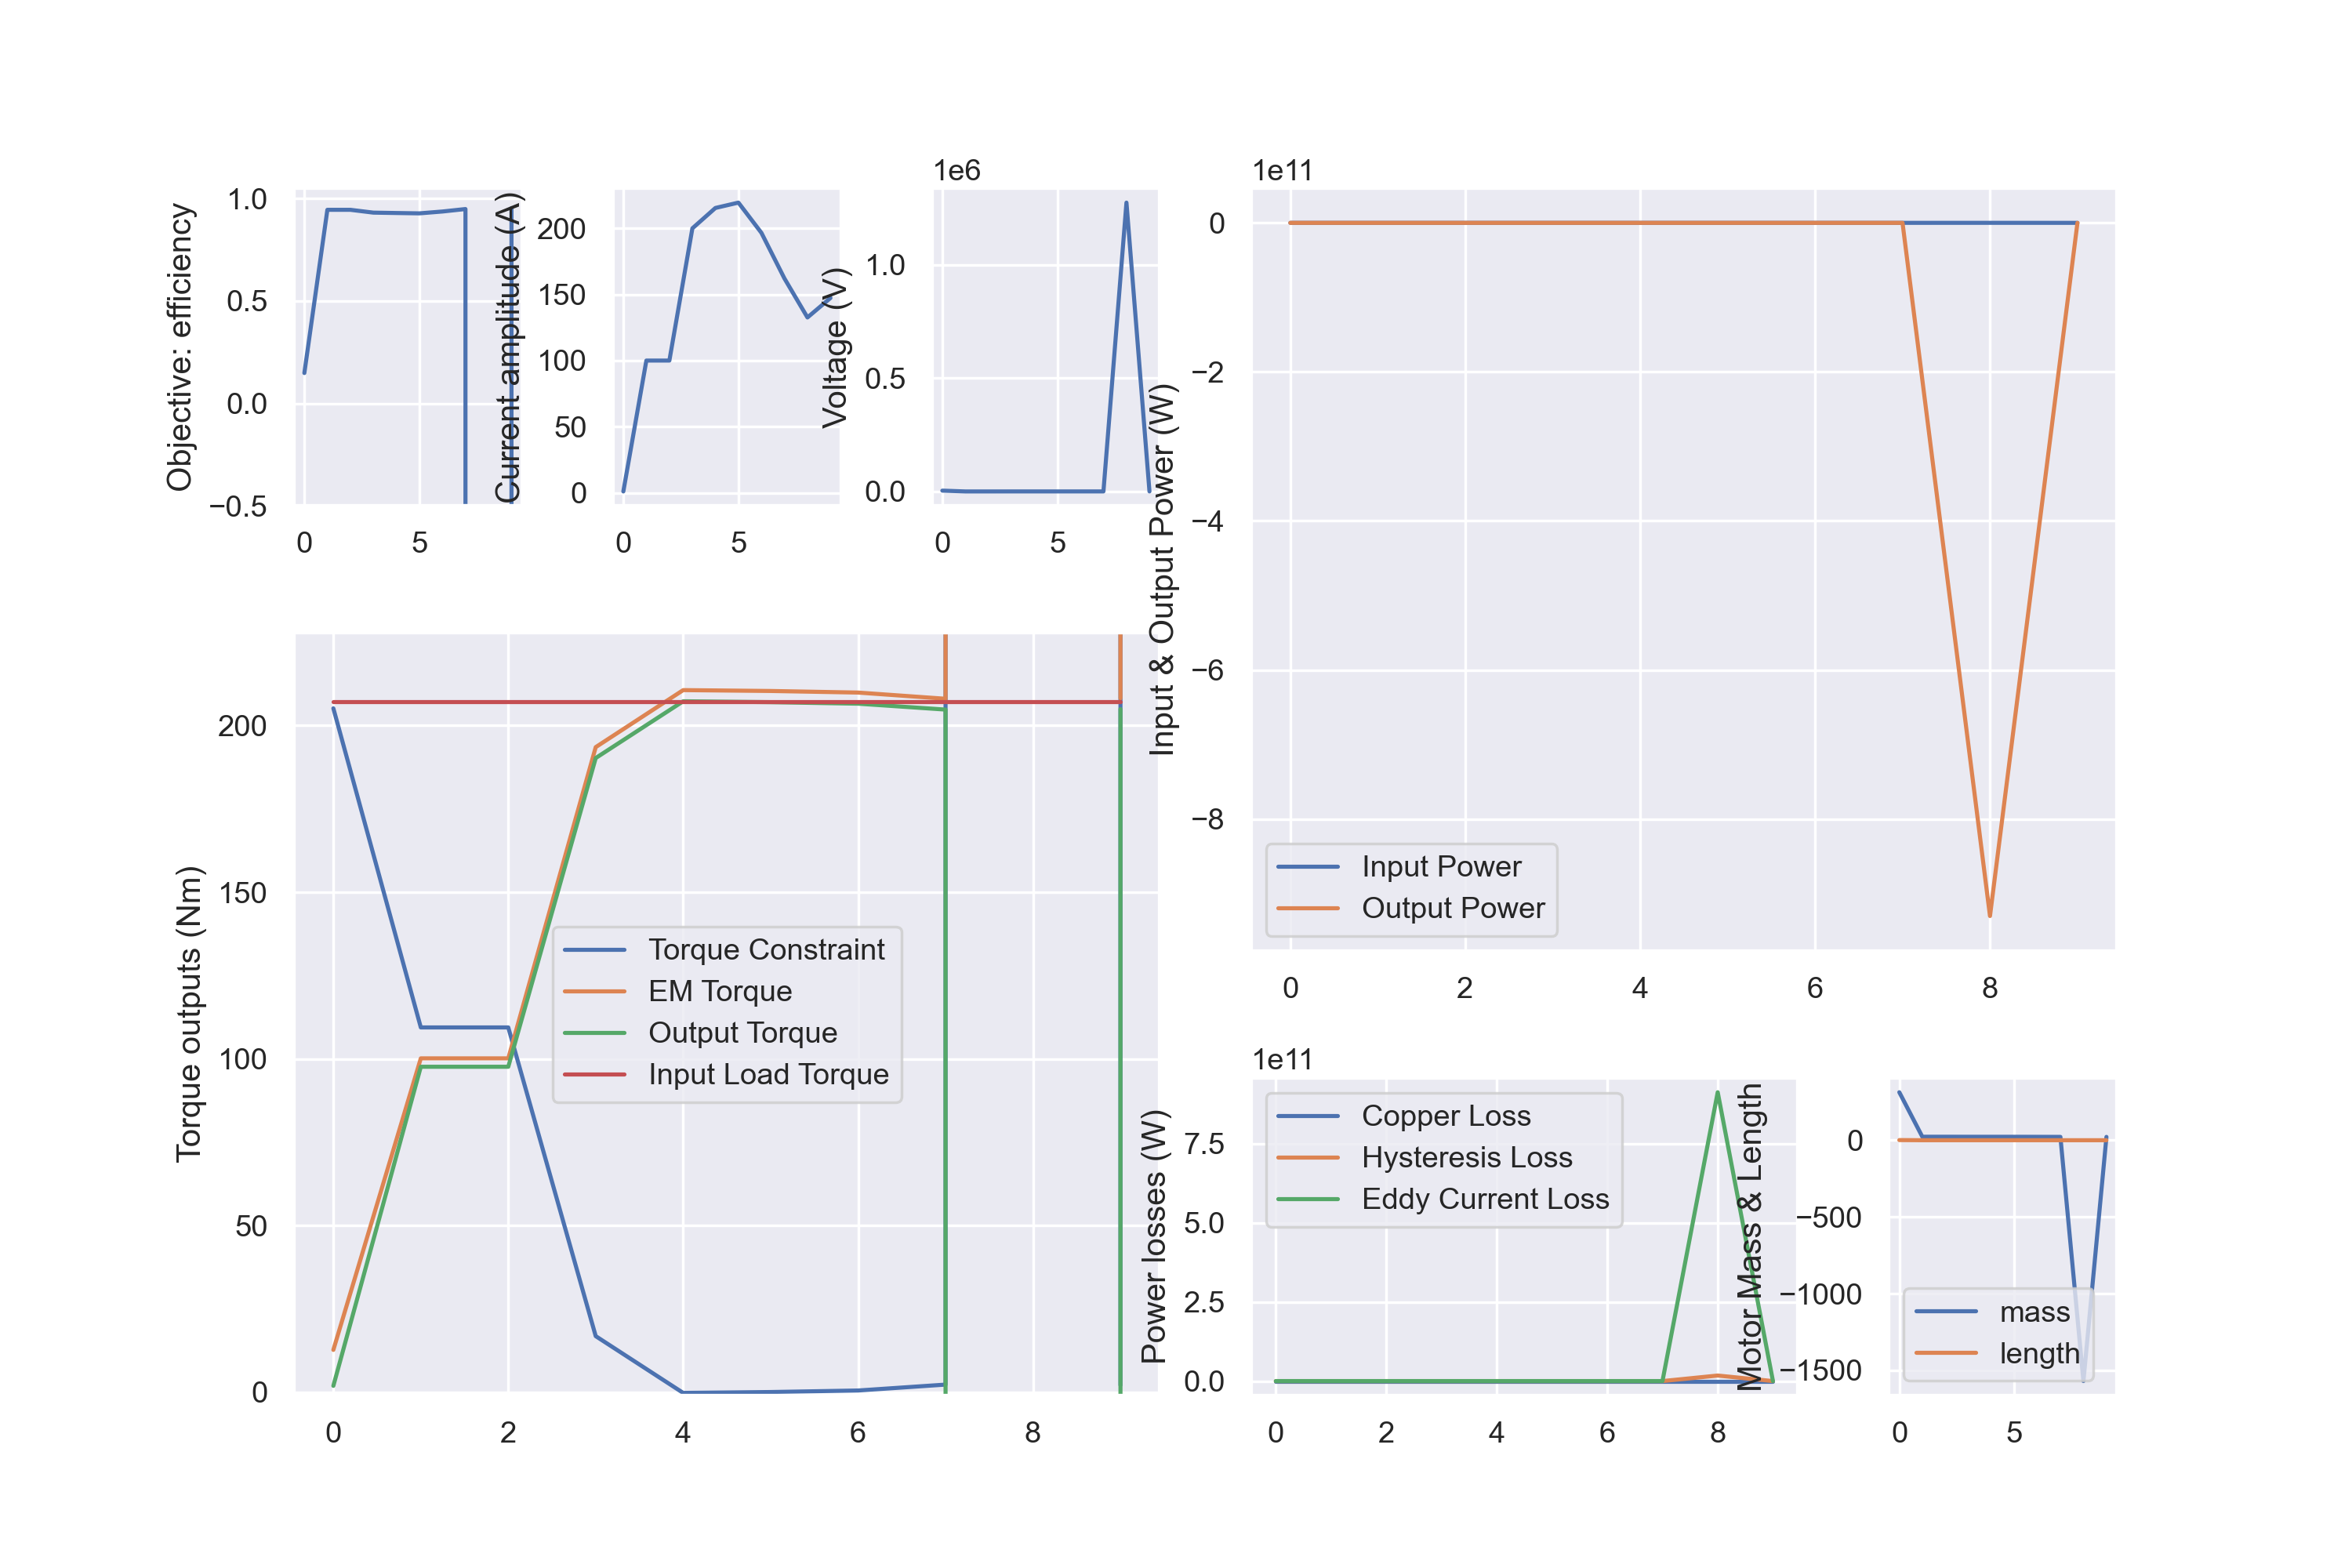 Objective: efficiency
1.0
0.5
0.0
−0.5
0 5
Current amplitude (A)
200
150
100
50
0
0 5
Voltage (V)
1e6
1.0
0.5
0.0
0 5
Input & Output Power (W)
1e11
0
−2
−4
−6
−8
Input Power
Output Power
0 2 4 6 8
Torque outputs (Nm)
200
150
100
50
0
Torque Constraint
EM Torque
Output Torque
Input Load Torque
0 2 4 6 8
Power losses (W)
1e11
7.5
5.0
2.5
0.0
Copper Loss
Hysteresis Loss
Eddy Current Loss
0 2 4 6 8
Motor Mass & Length
0
−500
−1000
−1500
mass
length
0 5